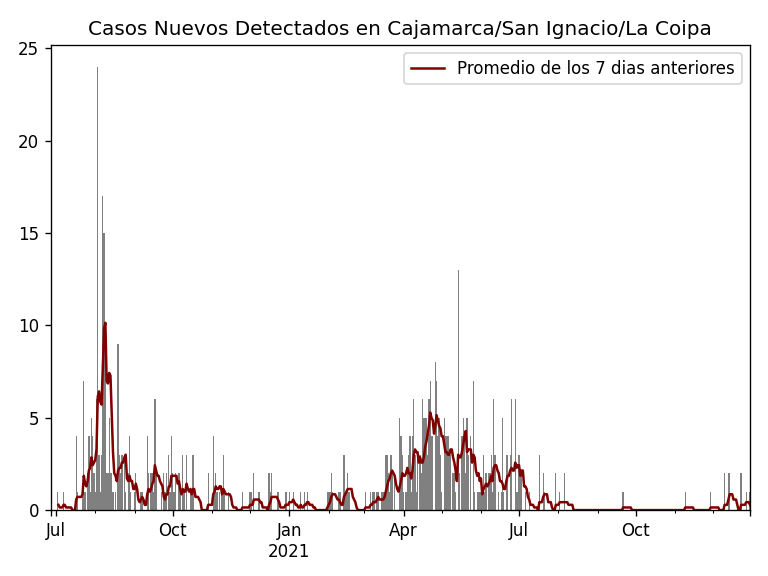 Casos Nuevos Detectados en Cajamarca/San Ignacio/La Coipa
Promedio de los 7 dias anteriores
25
20
15
10
5
0
Jul Oct Jan Apr Jul Oct
2021